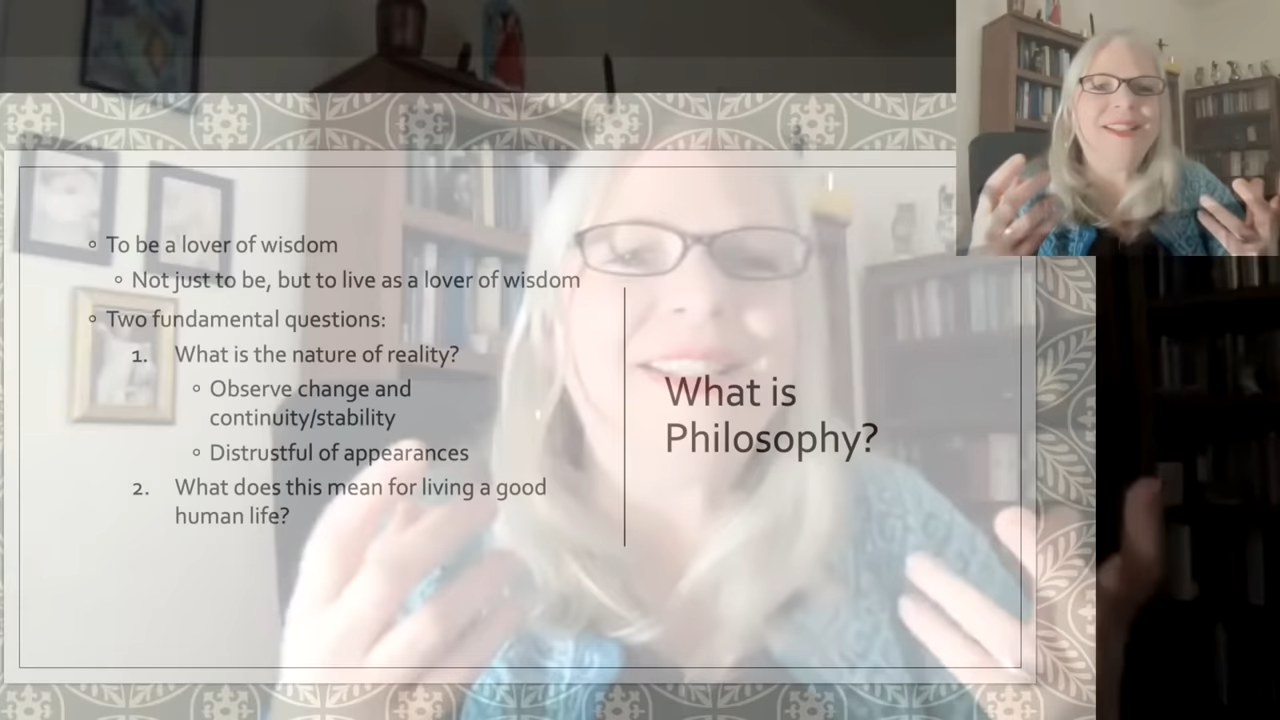 ◦ To be a lover of wisdom
◦ Not just to be, but to live as a lover of wisdom
◦ Two fundamental questions:
1. What is the nature of reality?
◦ Observe change and
continuity/stability
◦ Distrustful of appearances
2. What does this mean for living a good
human life?
What is
Philosophy?